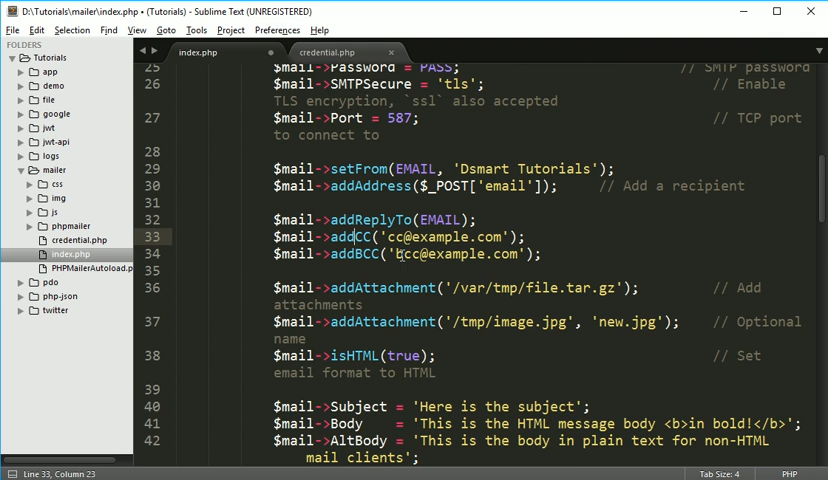 D:\Tutorials\mailer\index.php • (Tutorials) - Sublime Text (UNREGISTERED)
File Edit Selection Find View Goto Tools Project Preferences Help
FOLDERS
Tutorials
app
demo
file
google
jwt
jwt-api
logs
mailer
css
img
js
phpmailer
credential.php
index.php
PHPMailerAutoload.p
pdo
php-json
twitter
index.php credential.php
25 $mail->Password = PASS; // SMTP password
26 $mail->SMTPSecure = 'tls'; // Enable
TLS encryption, `ssl` also accepted
27 $mail->Port = 587; // TCP port
to connect to
28
29 $mail->setFrom(EMAIL, 'Dsmart Tutorials');
30 $mail->addAddress($_POST['email']); // Add a recipient
31
32 $mail->addReplyTo(EMAIL);
33 $mail->addCC('cc@example.com');
34 $mail->addBCC('bcc@example.com');
35
36 $mail->addAttachment('/var/tmp/file.tar.gz'); // Add
attachments
37 $mail->addAttachment('/tmp/image.jpg', 'new.jpg'); // Optional
name
38 $mail->isHTML(true); // Set
email format to HTML
39
40 $mail->Subject = 'Here is the subject';
41 $mail->Body = 'This is the HTML message body <b>in bold!</b>';
42 $mail->AltBody = 'This is the body in plain text for non-HTML
mail clients';
Line 33, Column 23 Tab Size: 4 PHP